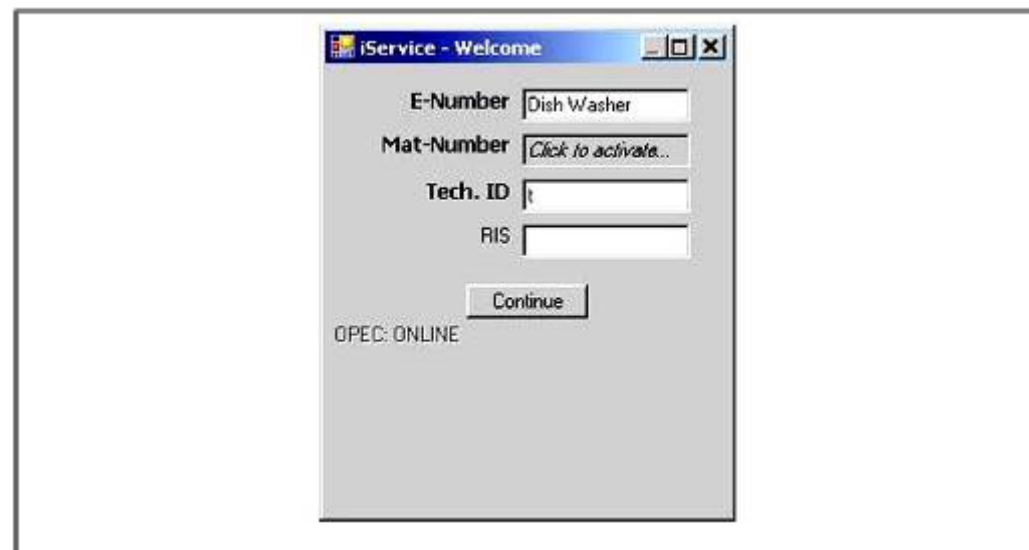 iService - Welcome
E-Number Dish Washer
Mat-Number Click to activate...
Tech. ID t
RIS
Continue
OPEC: ONLINE